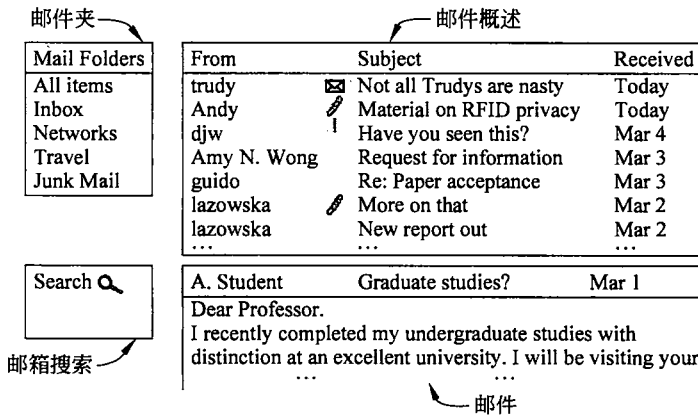 邮件夹
邮件概述
Mail Folders
All items
Inbox
Networks
Travel
Junk Mail
From Subject Received
trudy Not all Trudys are nasty Today
Andy Material on RFID privacy Today
djw ! Have you seen this? Mar 4
Amy N. Wong Request for information Mar 3
guido Re: Paper acceptance Mar 3
lazowska More on that Mar 2
lazowska New report out Mar 2
… … …
Search
邮箱搜索
A. Student Graduate studies? Mar 1
Dear Professor.
I recently completed my undergraduate studies with
distinction at an excellent university. I will be visiting your
… …
邮件